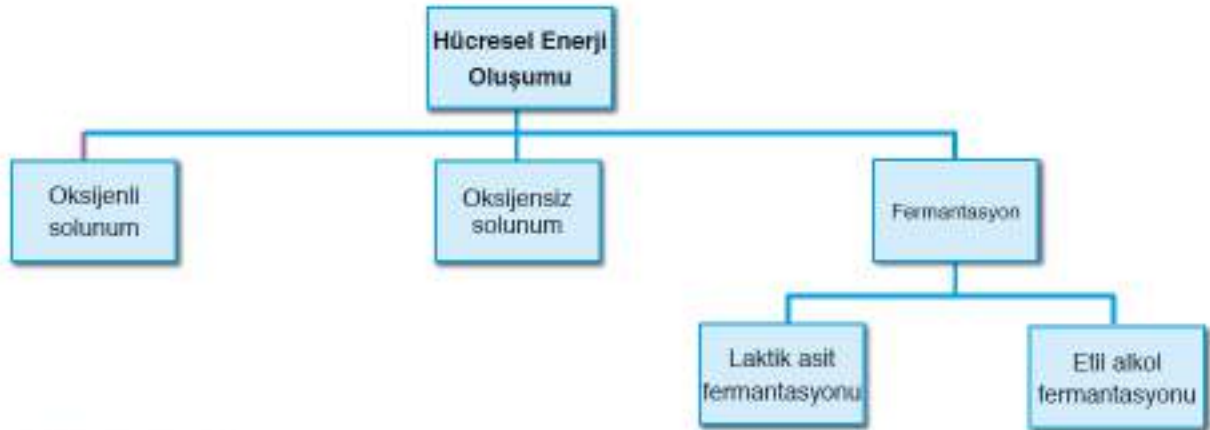 Hücresel Enerji
Oluşumu
Oksijenli
solunum
Oksijensiz
solunum
Fermantasyon
Laktik asit
fermantasyonu
Etil alkol
fermantasyonu